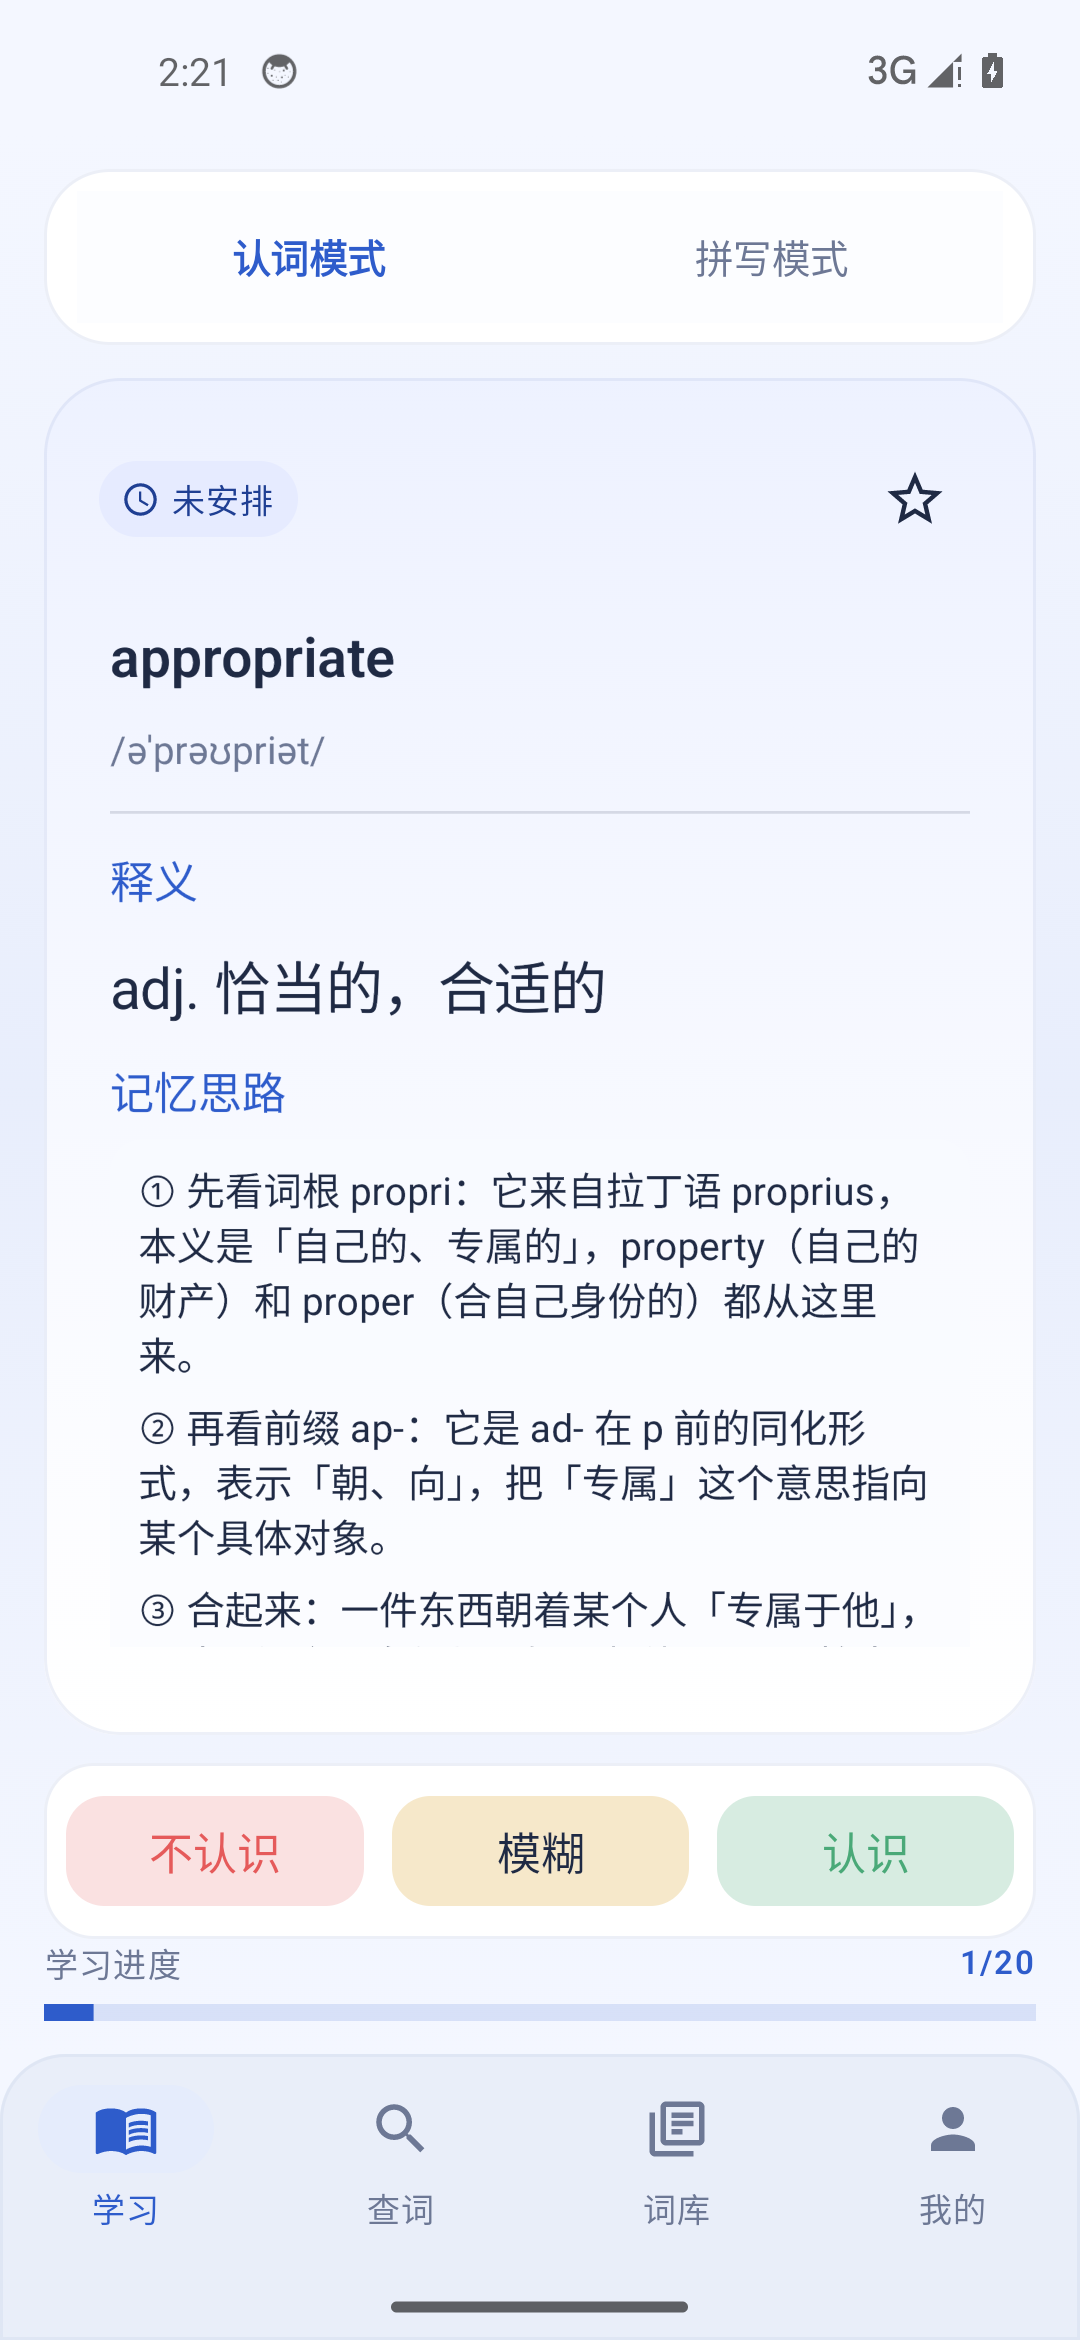 2:21
3G
认词模式
拼写模式
未安排
appropriate
/əˈprəʊpriət/
释义
adj. 恰当的，合适的
记忆思路
① 先看词根 propri：它来自拉丁语 proprius，
本义是「自己的、专属的」，property（自己的
财产）和 proper（合自己身份的）都从这里
来。
② 再看前缀 ap-：它是 ad- 在 p 前的同化形
式，表示「朝、向」，把「专属」这个意思指向
某个具体对象。
③ 合起来：一件东西朝着某个人「专属于他」，
不认识
模糊
认识
学习进度
1/20
学习
查词
词库
我的